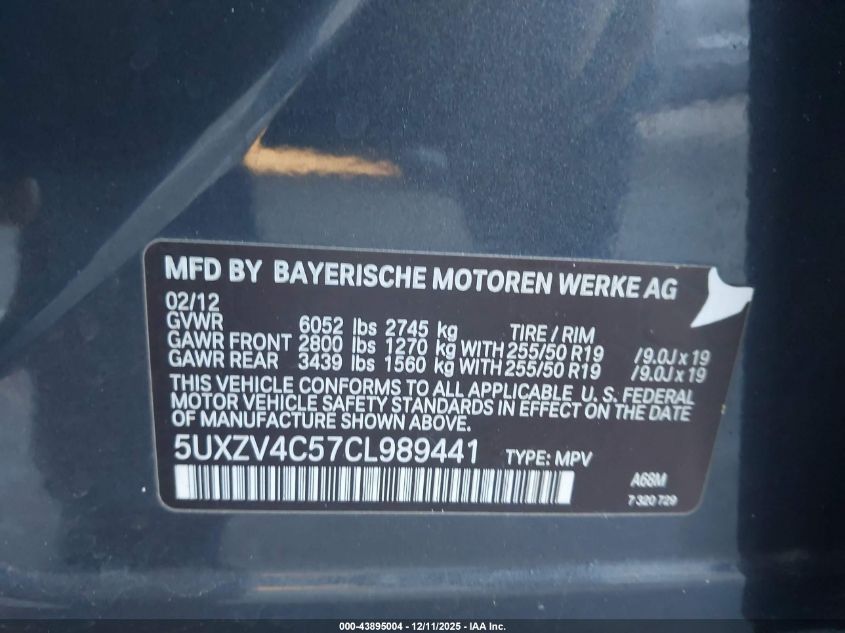 MFD BY BAYERISCHE MOTOREN WERKE AG
02/12
GVWR 6052 lbs 2745 kg TIRE / RIM
GAWR FRONT 2800 lbs 1270 kg WITH 255/50 R19 /9.0J x 19
GAWR REAR 3439 lbs 1560 kg WITH 255/50 R19 /9.0J x 19
THIS VEHICLE CONFORMS TO ALL APPLICABLE U. S. FEDERAL
MOTOR VEHICLE SAFETY STANDARDS IN EFFECT ON THE DATE
OF MANUFACTURE SHOWN ABOVE.
5UXZV4C57CL989441 TYPE: MPV
A68M
7 320 729
000-43895004 - 12/11/2025 - IAA Inc.